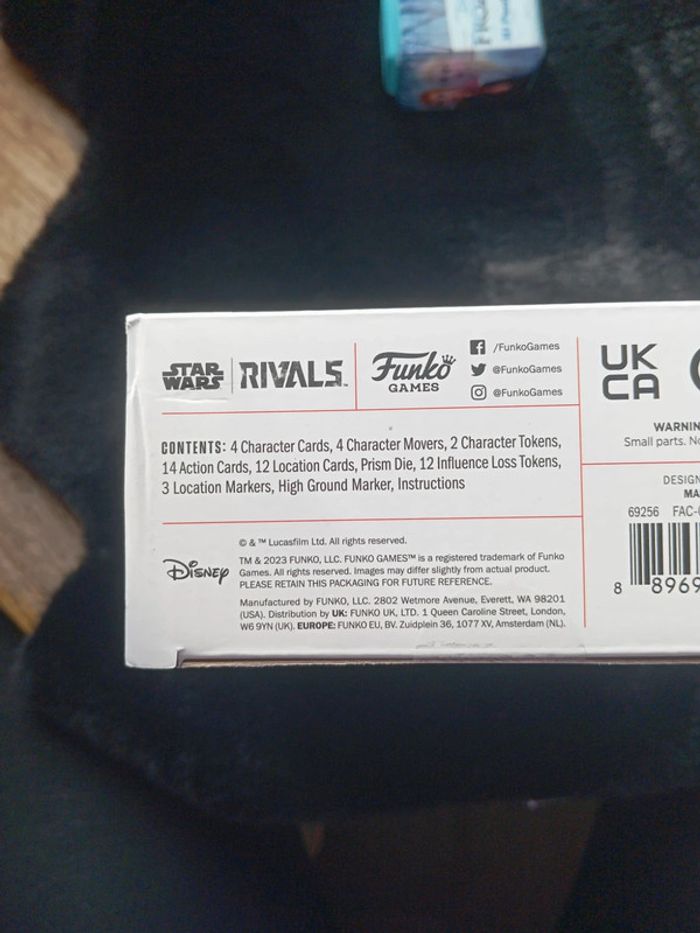 STAR WARS RIVALS™
Funko GAMES
/FunkoGames
@FunkoGames
@FunkoGames
CONTENTS: 4 Character Cards, 4 Character Movers, 2 Character Tokens,
14 Action Cards, 12 Location Cards, Prism Die, 12 Influence Loss Tokens,
3 Location Markers, High Ground Marker, Instructions
© & ™ Lucasfilm Ltd. All rights reserved.
Disney
TM & 2023 FUNKO, LLC. FUNKO GAMES™ is a registered trademark of Funko
Games. All rights reserved. Images may differ slightly from actual product.
PLEASE RETAIN THIS PACKAGING FOR FUTURE REFERENCE.
Manufactured by FUNKO, LLC. 2802 Wetmore Avenue, Everett, WA 98201
(USA). Distribution by UK: FUNKO UK, LTD. 1 Queen Caroline Street, London,
W6 9YN (UK). EUROPE: FUNKO EU, BV. Zuidplein 36, 1077 XV, Amsterdam (NL).
UK
CA
WARNIN
Small parts. No
DESIGN
MA
69256 FAC-
8 8969